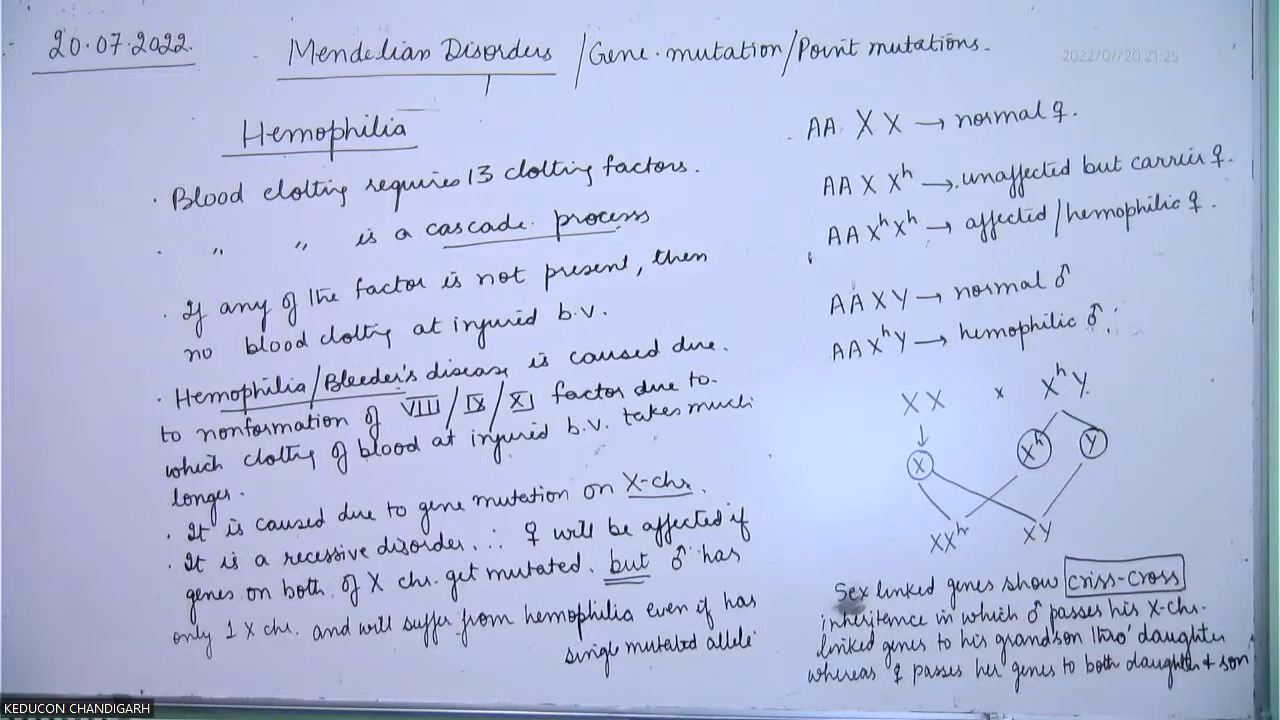 20.07.2022.
Mendelian Disorders /Gene.mutation/Point mutations.
2022/07/20 21:25
Hemophilia
. Blood clotting requires 13 clotting factors.
. " " is a cascade process
. If any of the factor is not present, then
no blood clotting at injured b.v.
. Hemophilia/Bleeder's disease is caused due.
to nonformation of VIII/IX/XI factor due to.
which clotting of blood at injured b.v. takes much
longer.
. It is caused due to gene mutation on X-chr.
. It is a recessive disorder. ∴ ♀ will be affected if
genes on both of X chr. get mutated. but ♂ has
only 1 X chr. and will suffer from hemophilia even if has
single mutated allele
AA X X → normal ♀.
AA X Xʰ → unaffected but carrier ♀.
AA XʰXʰ → affected/hemophilic ♀.
AA X Y → normal ♂
AA XʰY → hemophilic ♂.
X X x XʰY.
X Xʰ Y
XXʰ XY
Sex linked genes show criss-cross
inheritence in which ♂ passes his X-chr.
linked genes to his grandson thro' daughter
whereas ♀ passes her genes to both daughter & son
KEDUCON CHANDIGARH